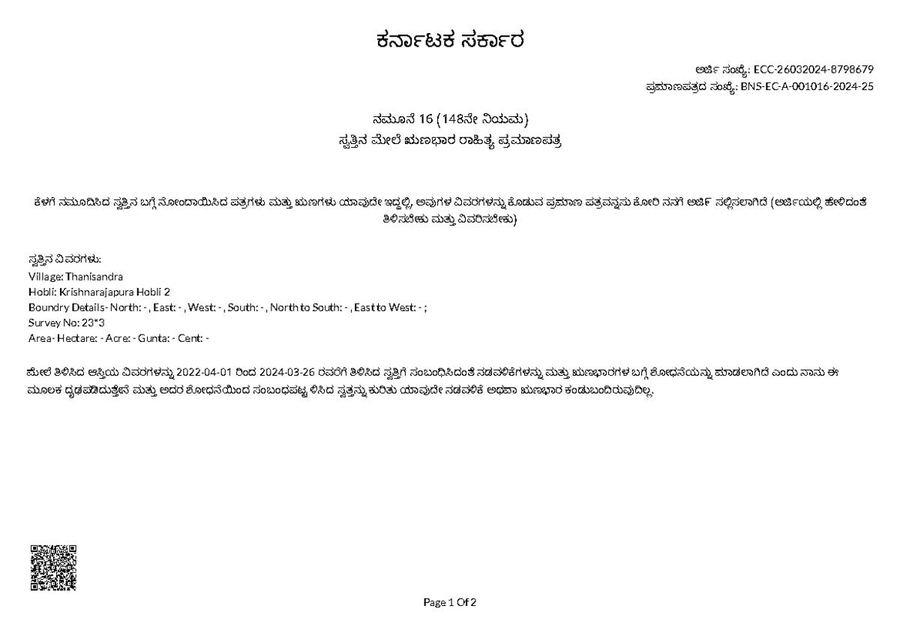 ಕರ್ನಾಟಕ ಸರ್ಕಾರ
ಅರ್ಜಿ ಸಂಖ್ಯೆ: ECC-26032024-8798679
ಪ್ರಮಾಣಪತ್ರದ ಸಂಖ್ಯೆ: BNS-EC-A-001016-2024-25
ನಮೂನೆ 16 (148ನೇ ನಿಯಮ)
ಸ್ವತ್ತಿನ ಮೇಲೆ ಋಣಭಾರ ರಾಹಿತ್ಯ ಪ್ರಮಾಣಪತ್ರ
ಕೆಳಗೆ ನಮೂದಿಸಿದ ಸ್ವತ್ತಿನ ಬಗ್ಗೆ ನೋಂದಾಯಿಸಿದ ಪತ್ರಗಳು ಮತ್ತು ಋಣಗಳು ಯಾವುದೇ ಇದ್ದಲ್ಲಿ, ಅವುಗಳ ವಿವರಗಳನ್ನು ಕೊಡುವ ಪ್ರಮಾಣ ಪತ್ರವನ್ನಸು ಕೋರಿ ನನಗೆ ಅರ್ಜಿ ಸಲ್ಲಿಸಲಾಗಿದೆ (ಅರ್ಜಿಯಲ್ಲಿ ಹೇಳಿದಂತೆ
ತಿಳಿಸಬೇಕು ಮತ್ತು ವಿವರಿಸಬೇಕು)
ಸ್ವತ್ತಿನ ವಿವರಗಳು:
Village: Thanisandra
Hobli: Krishnarajapura Hobli 2
Boundry Details- North: - , East: - , West: - , South: - , North to South: - , East to West: - ;
Survey No: 23*3
Area- Hectare: - Acre: - Gunta: - Cent: -
ಮೇಲೆ ತಿಳಿಸಿದ ಆಸ್ತಿಯ ವಿವರಗಳನ್ನು 2022-04-01 ರಿಂದ 2024-03-26 ರವರೆಗೆ ತಿಳಿಸಿದ ಸ್ವತ್ತಿಗೆ ಸಂಬಂಧಿಸಿದಂತೆ ನಡವಳಿಕೆಗಳನ್ನು ಮತ್ತು ಋಣಭಾರಗಳ ಬಗ್ಗೆ ಶೋಧನೆಯನ್ನು ಮಾಡಲಾಗಿದೆ ಎಂದು ನಾನು ಈ
ಮೂಲಕ ದೃಢಪಡಿಸುತ್ತೇನೆ ಮತ್ತು ಅದರ ಶೋಧನೆಯಿಂದ ಸಂಬಂಧಪಟ್ಟ ಳಿಸಿದ ಸ್ವತ್ತನ್ನು ಕುರಿತು ಯಾವುದೇ ನಡವಳಿಕೆ ಅಥವಾ ಋಣಭಾರ ಕಂಡುಬಂದಿರುವುದಿಲ್ಲ.
Page 1 Of 2